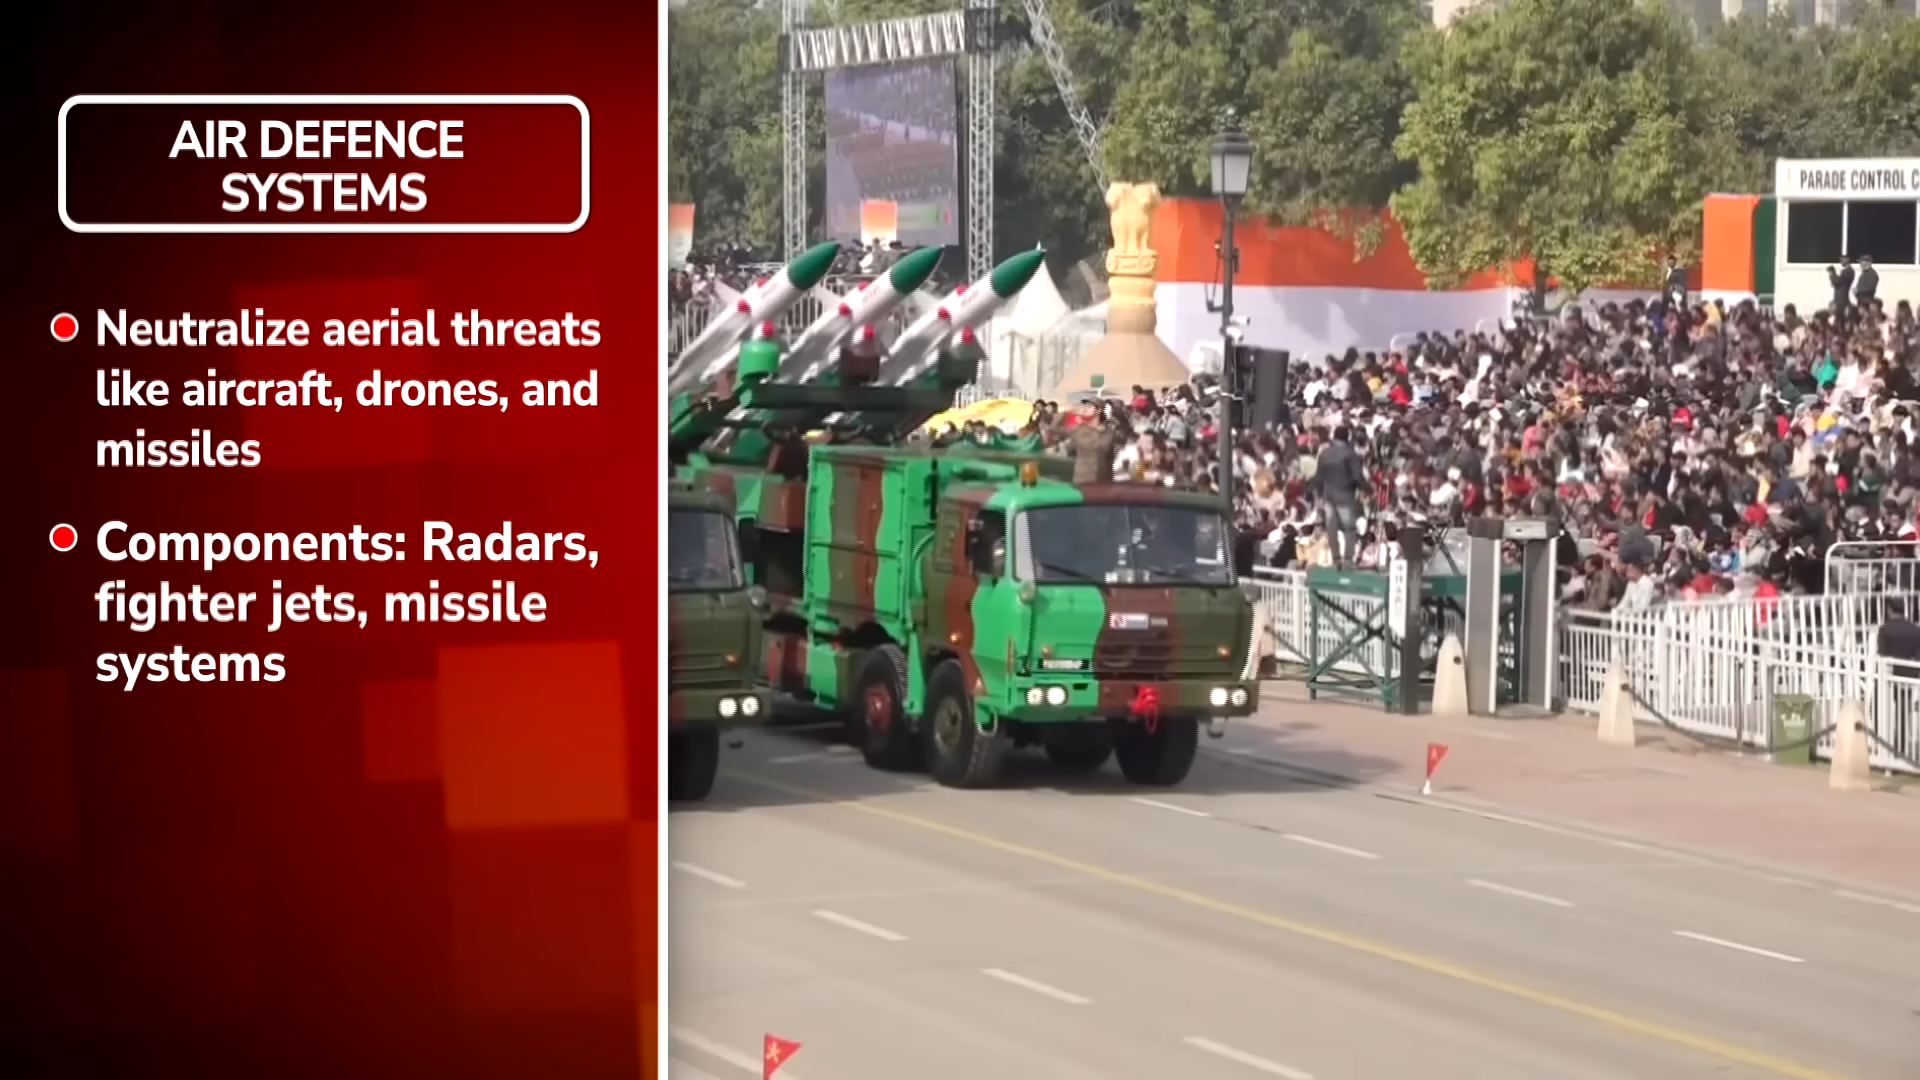 AIR DEFENCE
SYSTEMS
Neutralize aerial threats
like aircraft, drones, and
missiles
Components: Radars,
fighter jets, missile
systems
PARADE CONTROL C